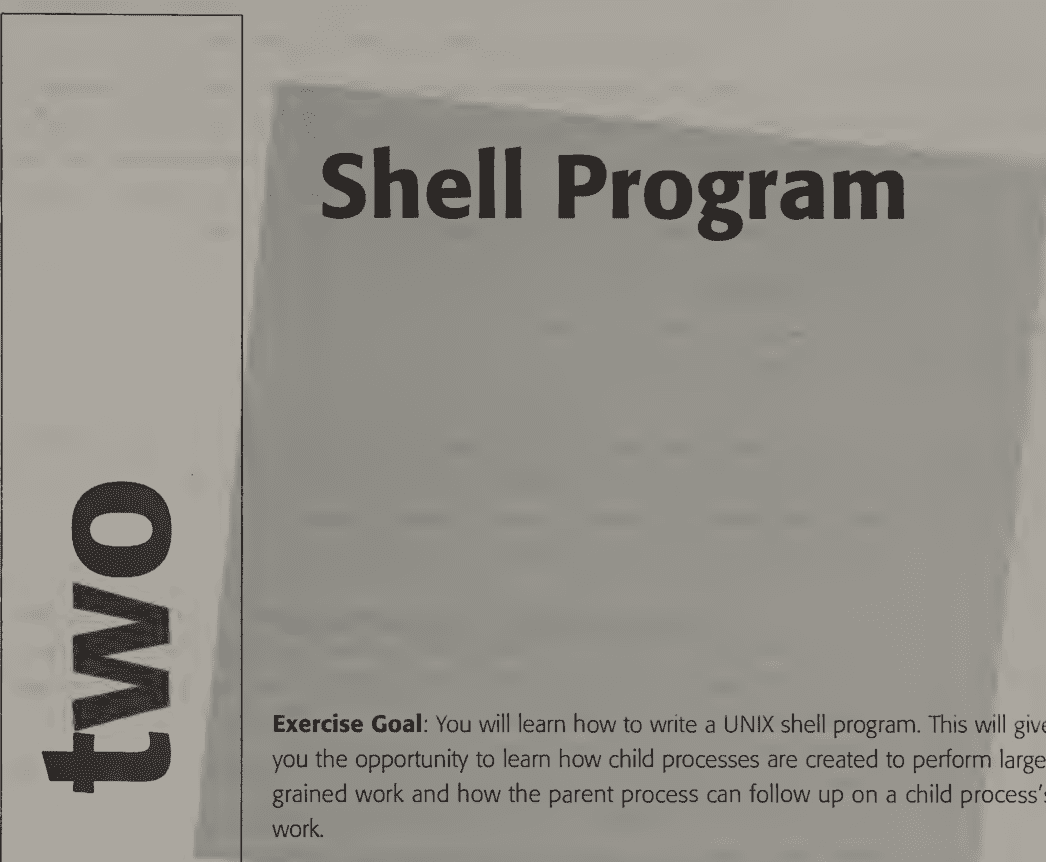 Shell Program
two
Exercise Goal: You will learn how to write a UNIX shell program. This will give
you the opportunity to learn how child processes are created to perform large
grained work and how the parent process can follow up on a child process's
work.